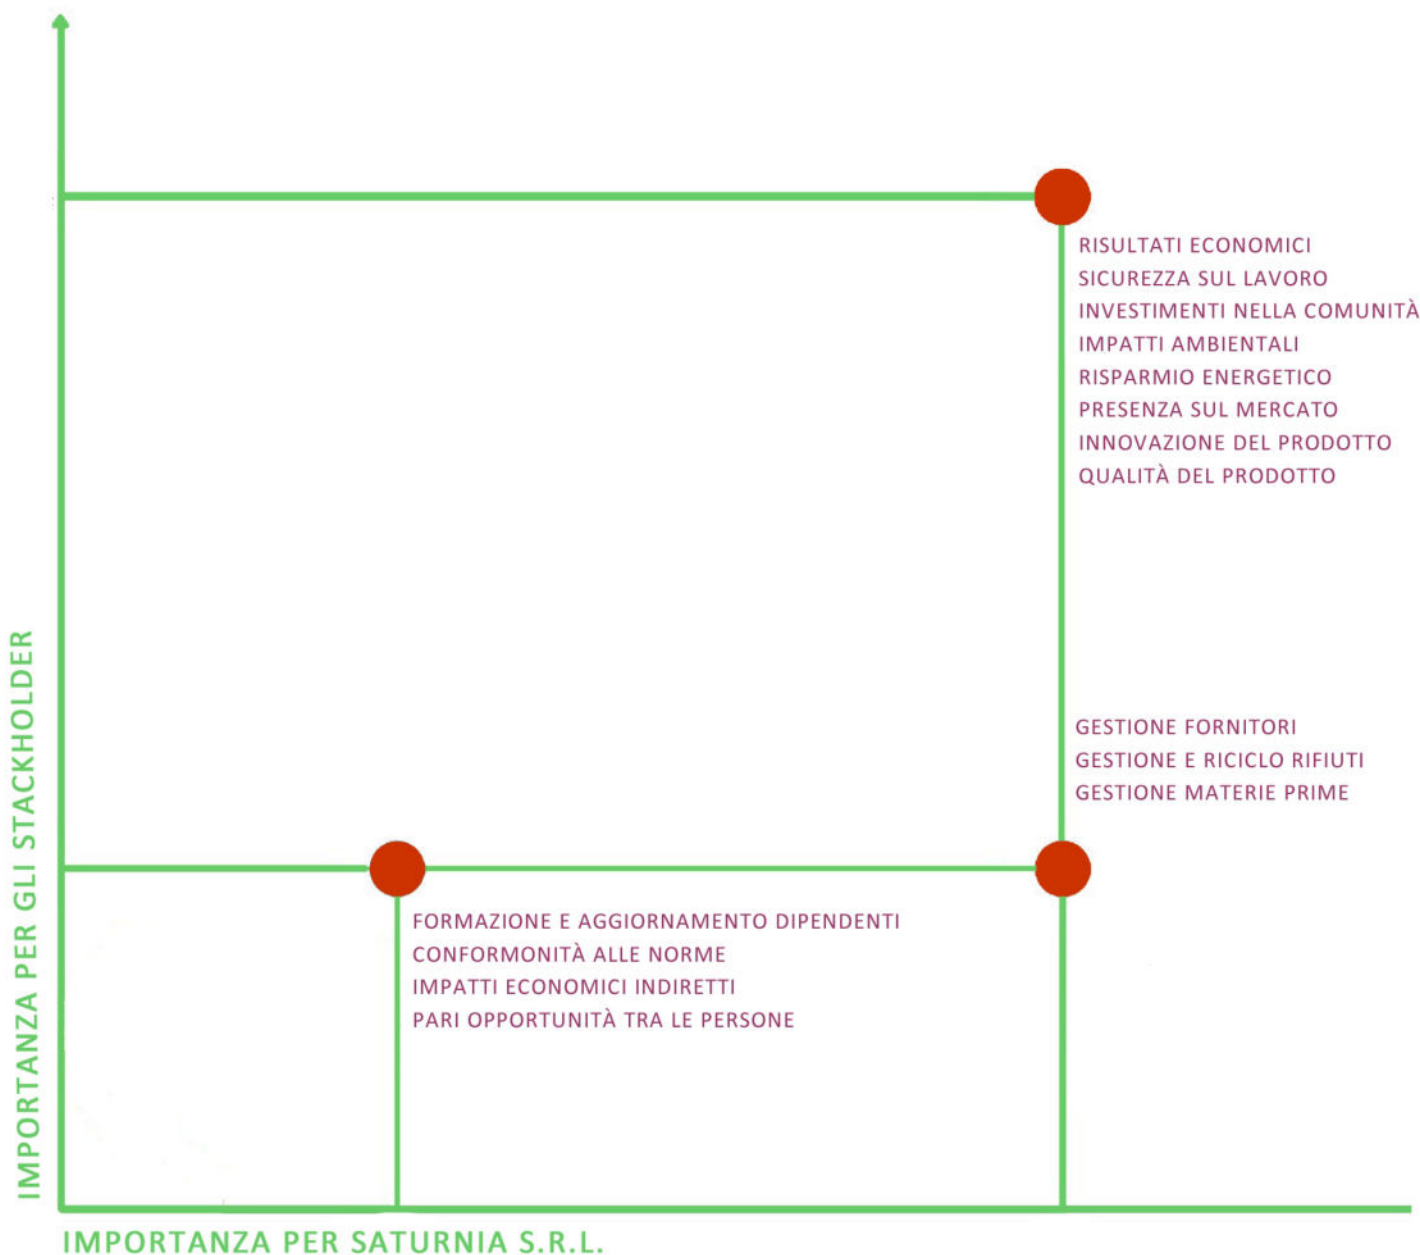 RISULTATI ECONOMICI
SICUREZZA SUL LAVORO
INVESTIMENTI NELLA COMUNITÀ
IMPATTI AMBIENTALI
RISPARMIO ENERGETICO
PRESENZA SUL MERCATO
INNOVAZIONE DEL PRODOTTO
QUALITÀ DEL PRODOTTO
GESTIONE FORNITORI
GESTIONE E RICICLO RIFIUTI
GESTIONE MATERIE PRIME
FORMAZIONE E AGGIORNAMENTO DIPENDENTI
CONFORMONITÀ ALLE NORME
IMPATTI ECONOMICI INDIRETTI
PARI OPPORTUNITÀ TRA LE PERSONE
IMPORTANZA PER GLI STACKHOLDER
IMPORTANZA PER SATURNIA S.R.L.